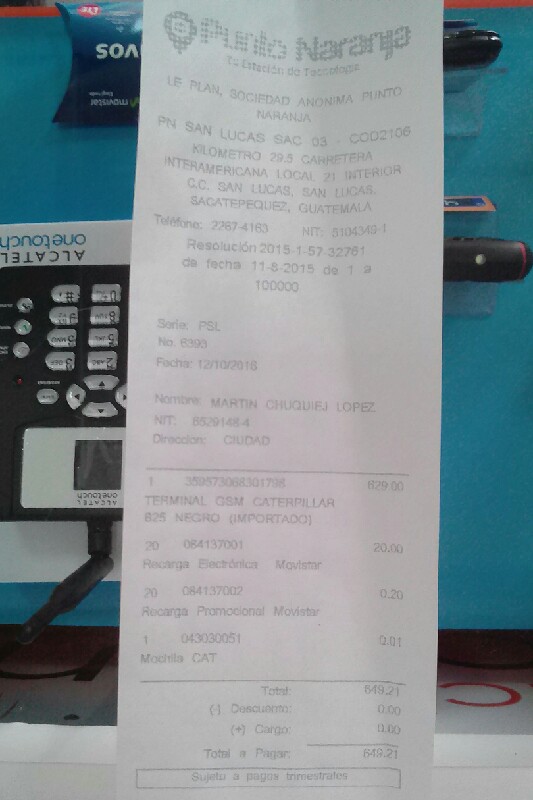 Punto Naranja
Tu Estación de Tecnología
LE PLAN, SOCIEDAD ANONIMA PUNTO
NARANJA
PN SAN LUCAS SAC 03 - COD2106
KILOMETRO 29.5 CARRETERA
INTERAMERICANA LOCAL 21 INTERIOR
C.C. SAN LUCAS, SAN LUCAS,
SACATEPEQUEZ, GUATEMALA
Teléfono: 2267-4163 NIT: 8104349-1
Resolución 2015-1-57-32761
de fecha 11-8-2015 de 1 a
100000
Serie: PSL
No. 6393
Fecha: 12/10/2016
Nombre: MARTIN CHUQUIEJ LOPEZ
NIT: 8529148-4
Direccion: CIUDAD
1 359573068301798 629.00
TERMINAL GSM CATERPILLAR
B25 NEGRO (IMPORTADO)
20 084137001 20.00
Recarga Electrónica Movistar
20 084137002 0.20
Recarga Promocional Movistar
1 043030051 0.01
Mochila CAT
Total: 649.21
(-) Descuento: 0.00
(+) Cargo: 0.00
Total a Pagar: 649.21
Sujeto a pagos trimestrales
movistar
ALCATEL
onetouch
ALCATEL
onetouch